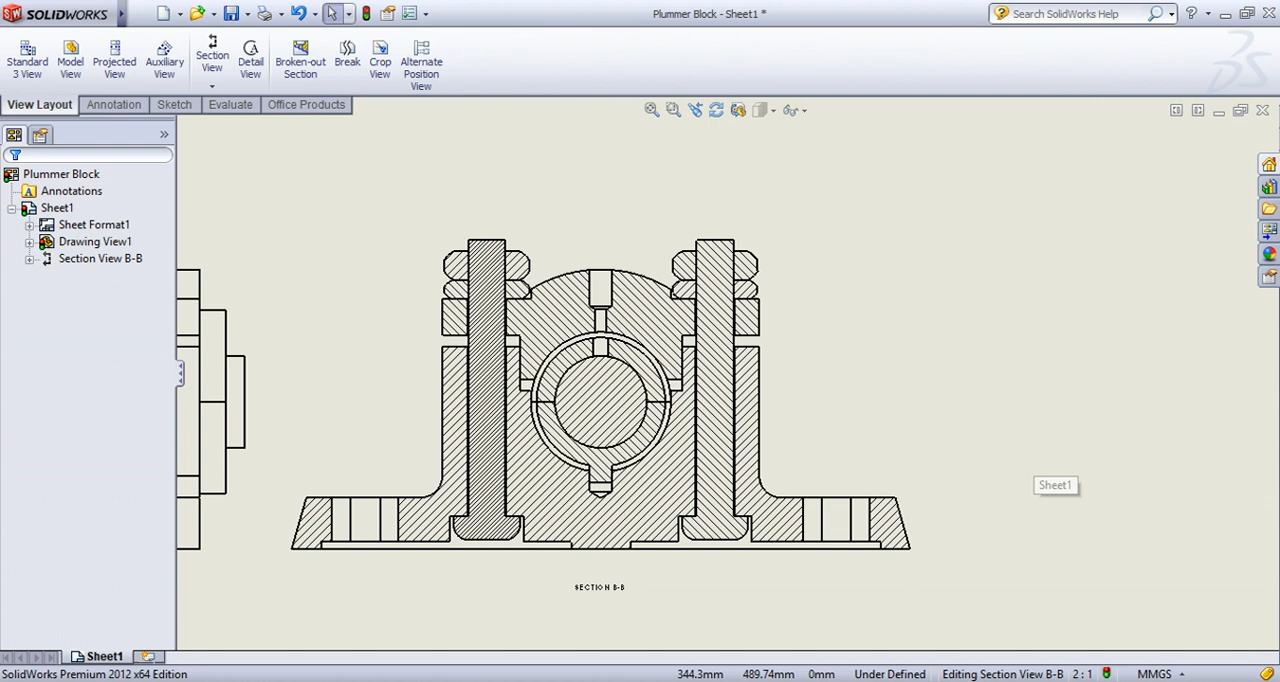 SOLIDWORKS
Plummer Block - Sheet1 *
Search SolidWorks Help
Standard 3 View
Model View
Projected View
Auxiliary View
Section View
Detail View
Broken-out Section
Break
Crop View
Alternate Position View
View Layout
Annotation
Sketch
Evaluate
Office Products
Plummer Block
Annotations
Sheet1
Sheet Format1
Drawing View1
Section View B-B
Sheet1
SECTION B-B
Sheet1
SolidWorks Premium 2012 x64 Edition
344.3mm
489.74mm
0mm
Under Defined
Editing Section View B-B
2 : 1
MMGS